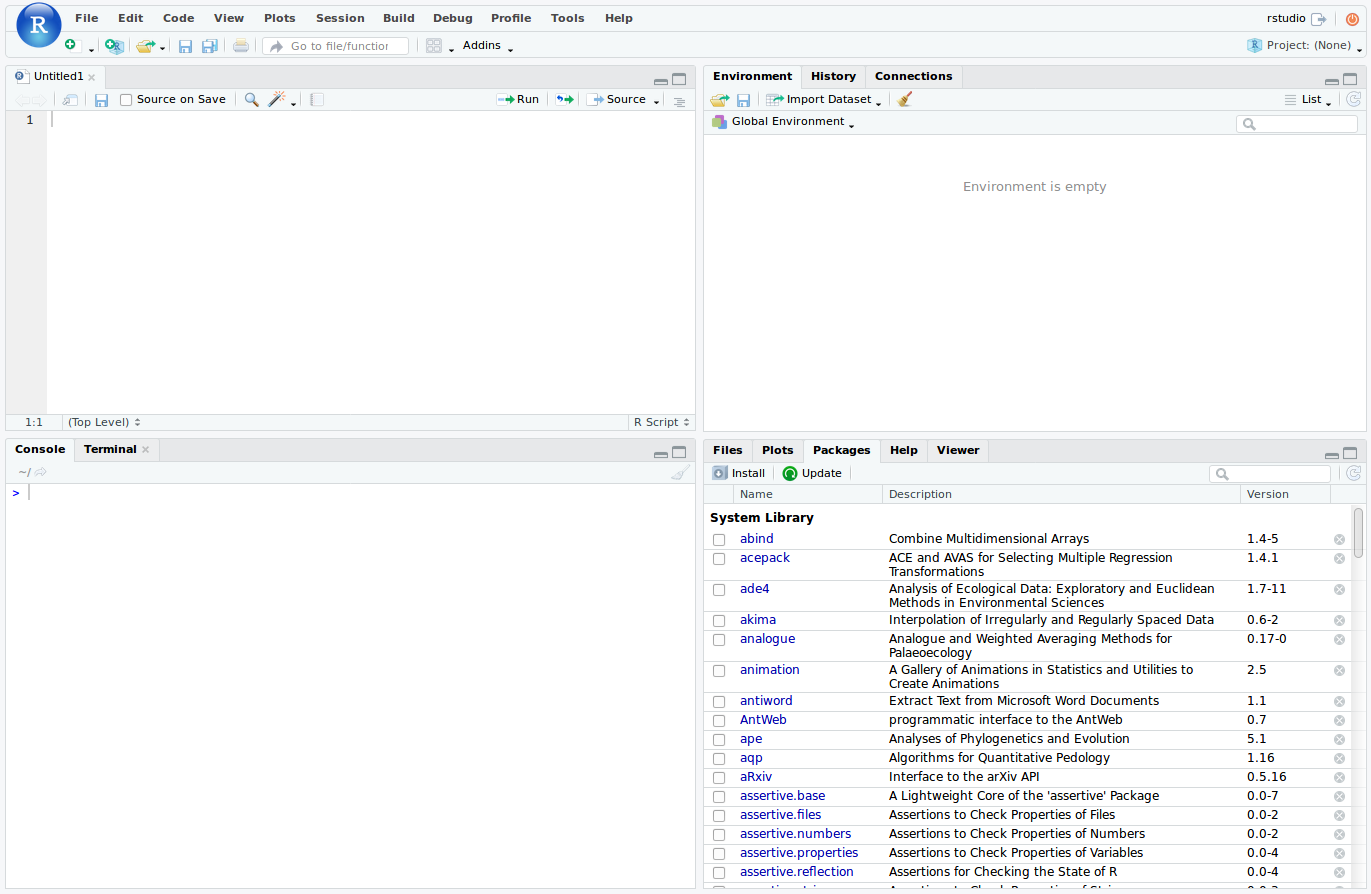 R
File Edit Code View Plots Session Build Debug Profile Tools Help
rstudio
Go to file/function
Addins
Project: (None)
Untitled1
Source on Save
Run
Source
1
1:1 (Top Level) R Script
Console Terminal
~/
>
Environment History Connections
Import Dataset
List
Global Environment
Environment is empty
Files Plots Packages Help Viewer
Install Update
Name Description Version
System Library
abind Combine Multidimensional Arrays 1.4-5
acepack ACE and AVAS for Selecting Multiple Regression 1.4.1
Transformations
ade4 Analysis of Ecological Data: Exploratory and Euclidean 1.7-11
Methods in Environmental Sciences
akima Interpolation of Irregularly and Regularly Spaced Data 0.6-2
analogue Analogue and Weighted Averaging Methods for 0.17-0
Palaeoecology
animation A Gallery of Animations in Statistics and Utilities to 2.5
Create Animations
antiword Extract Text from Microsoft Word Documents 1.1
AntWeb programmatic interface to the AntWeb 0.7
ape Analyses of Phylogenetics and Evolution 5.1
aqp Algorithms for Quantitative Pedology 1.16
aRxiv Interface to the arXiv API 0.5.16
assertive.base A Lightweight Core of the 'assertive' Package 0.0-7
assertive.files Assertions to Check Properties of Files 0.0-2
assertive.numbers Assertions to Check Properties of Numbers 0.0-2
assertive.properties Assertions to Check Properties of Variables 0.0-4
assertive.reflection Assertions for Checking the State of R 0.0-4